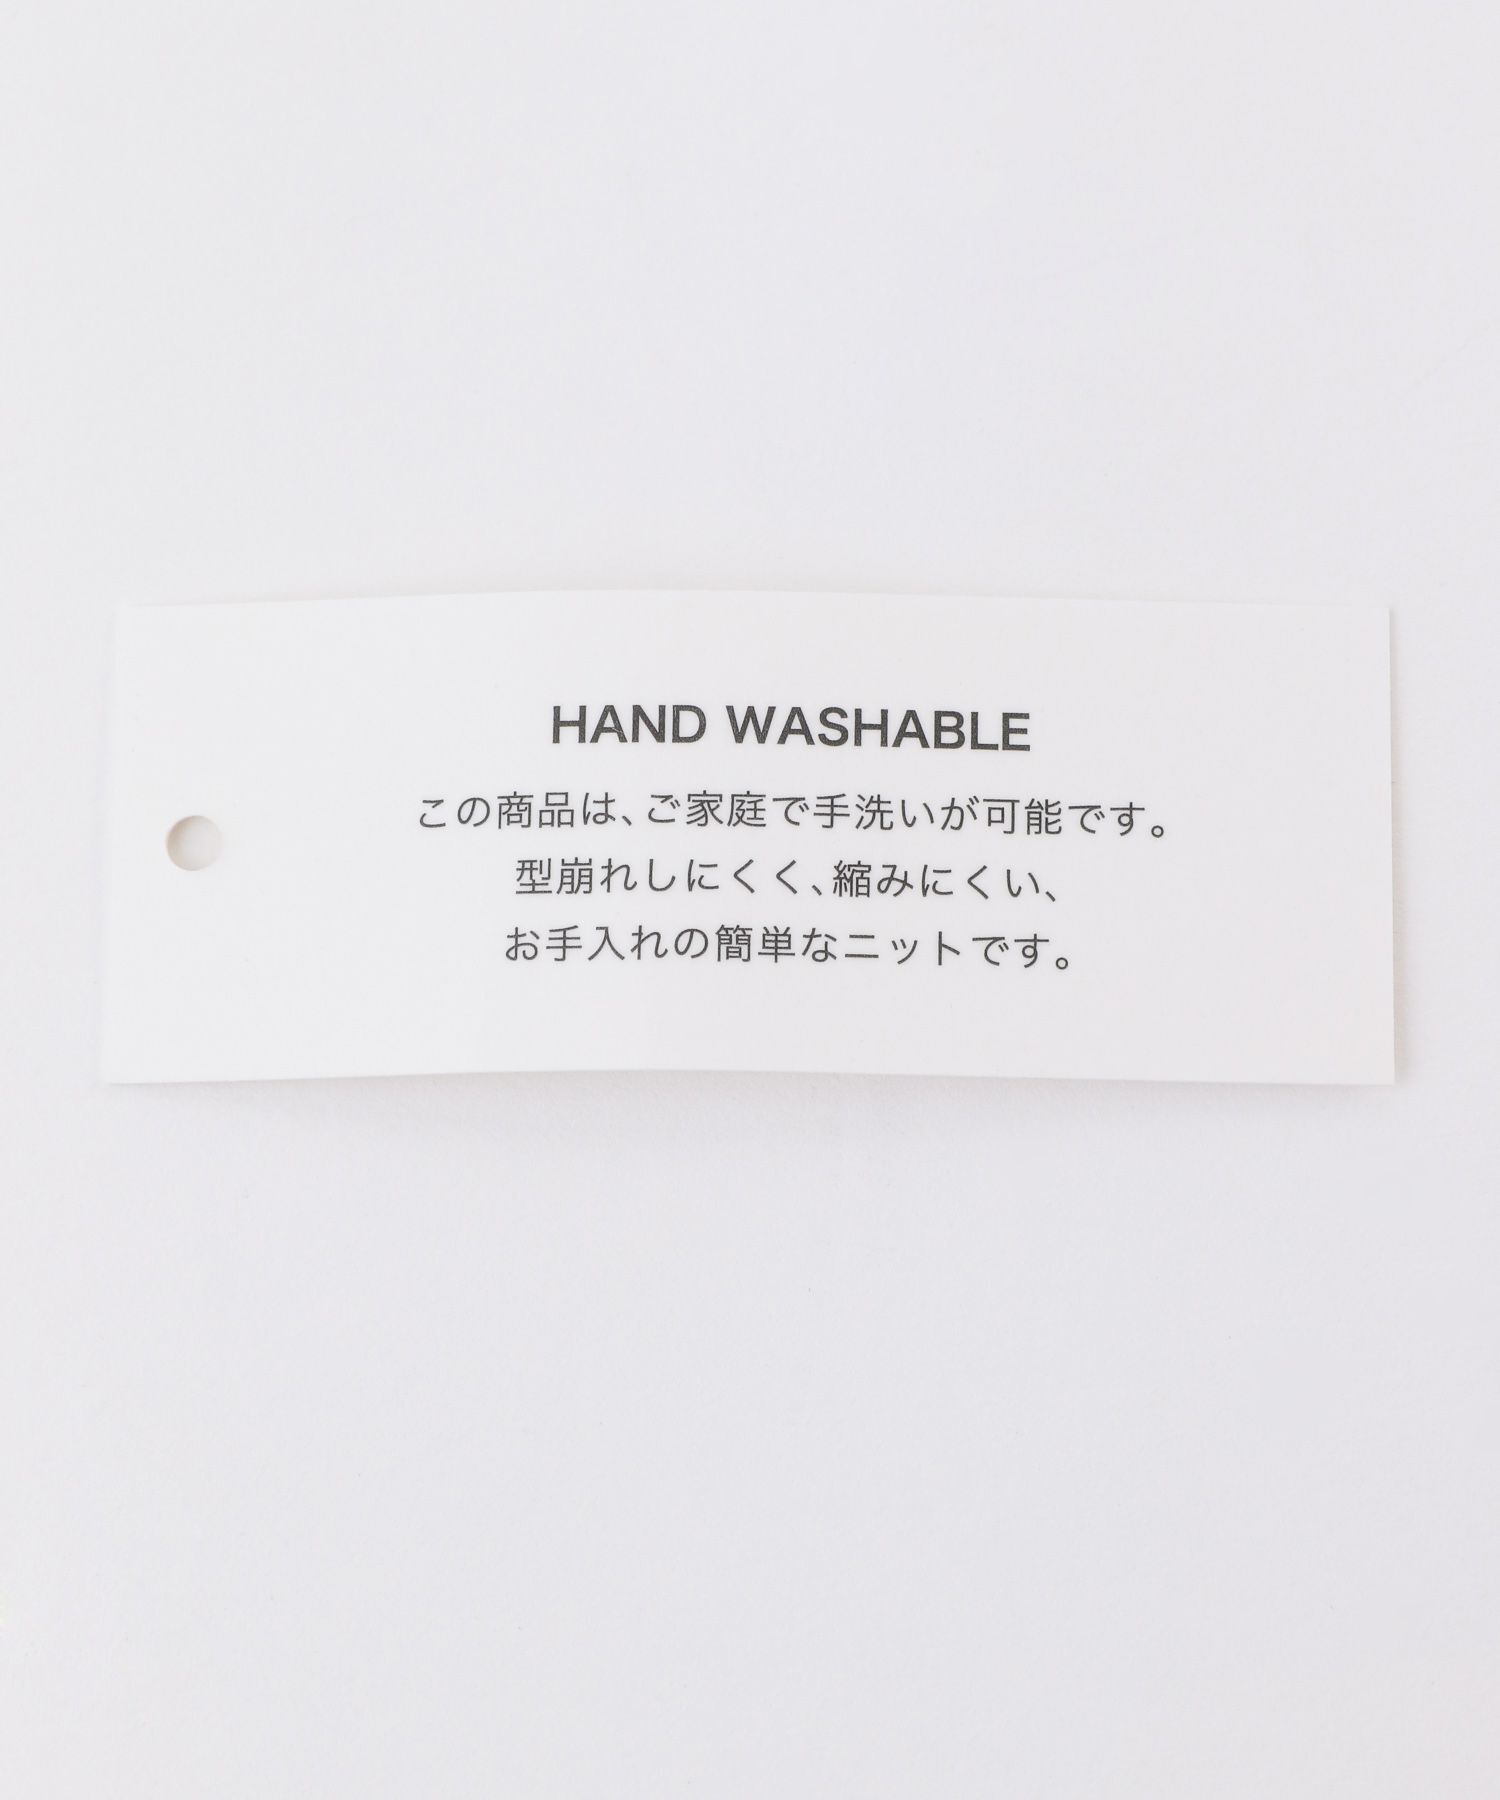 HAND WASHABLE
この商品は、ご家庭で手洗いが可能です。
型崩れしにくく、縮みにくい、
お手入れの簡単なニットです。